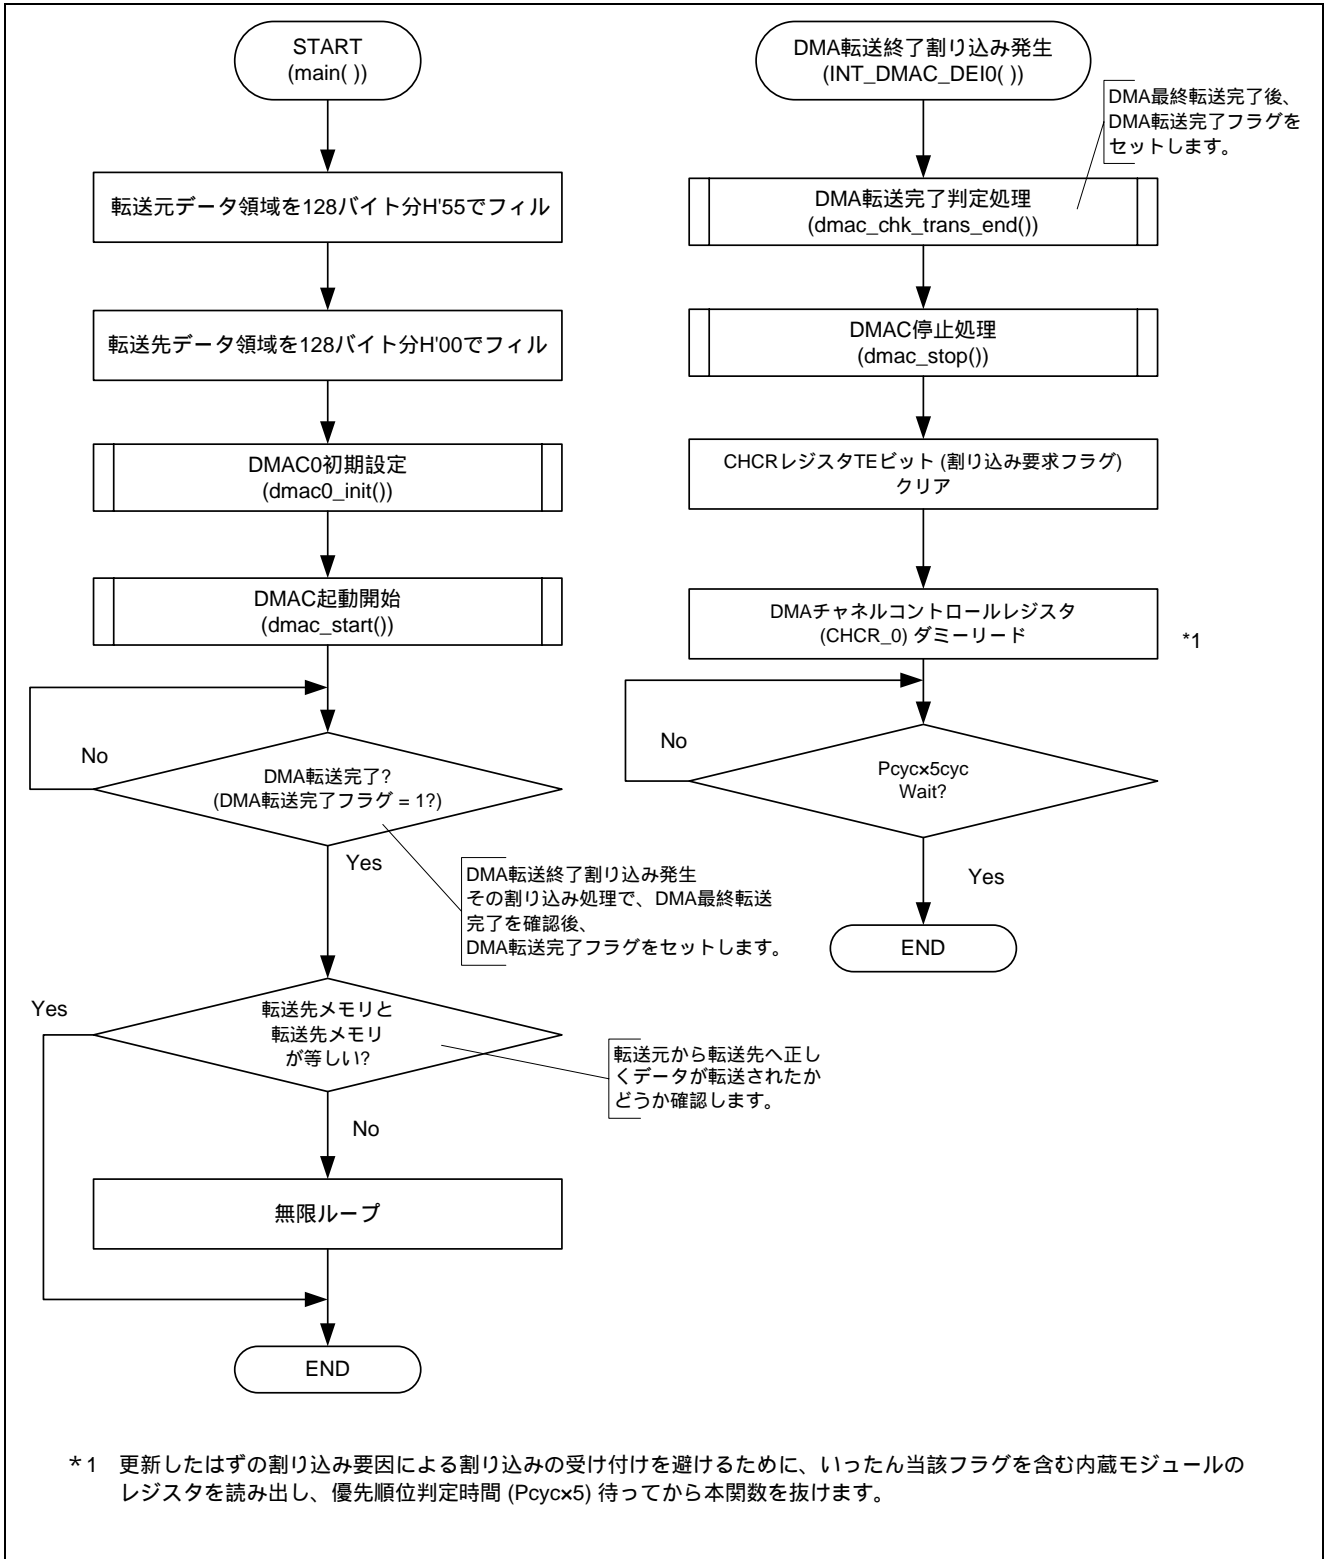 START
(main( ))
転送元データ領域を128バイト分H'55でフィル
転送先データ領域を128バイト分H'00でフィル
DMAC0初期設定
(dmac0_init())
DMAC起動開始
(dmac_start())
No
DMA転送完了?
(DMA転送完了フラグ = 1?)
Yes
DMA転送終了割り込み発生
その割り込み処理で、DMA最終転送
完了を確認後、
DMA転送完了フラグをセットします。
Yes
転送先メモリと
転送先メモリ
が等しい?
転送元から転送先へ正し
くデータが転送されたか
どうか確認します。
No
無限ループ
END
DMA転送終了割り込み発生
(INT_DMAC_DEI0( ))
DMA最終転送完了後、
DMA転送完了フラグを
セットします。
DMA転送完了判定処理
(dmac_chk_trans_end())
DMAC停止処理
(dmac_stop())
CHCRレジスタTEビット (割り込み要求フラグ)
クリア
DMAチャネルコントロールレジスタ
(CHCR_0) ダミーリード
*1
No
Pcyc×5cyc
Wait?
Yes
END
*1 更新したはずの割り込み要因による割り込みの受け付けを避けるために、いったん当該フラグを含む内蔵モジュールの
レジスタを読み出し、優先順位判定時間 (Pcyc×5) 待ってから本関数を抜けます。